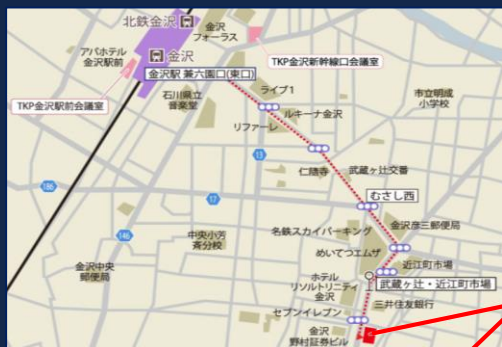 北鉄金沢
金沢
フォーラス
アパホテル
金沢駅前
金沢
TKP金沢新幹線口会議室
金沢駅 兼六園口(東口)
TKP金沢駅前会議室
石川県立
音楽堂
ライブ1
ルキーナ金沢
リファーレ
市立明成
小学校
13
仁随寺
武蔵ヶ辻交番
186
17
むさし西
146
中央小芳
斉分校
名鉄スカイパーキング
金沢彦三郵便局
めいてつエムザ
近江町市場
金沢中央
郵便局
ホテル
リソルトリニティ
金沢
武蔵ヶ辻・近江町市場
三井住友銀行
セブンイレブン
金沢
野村証券ビル